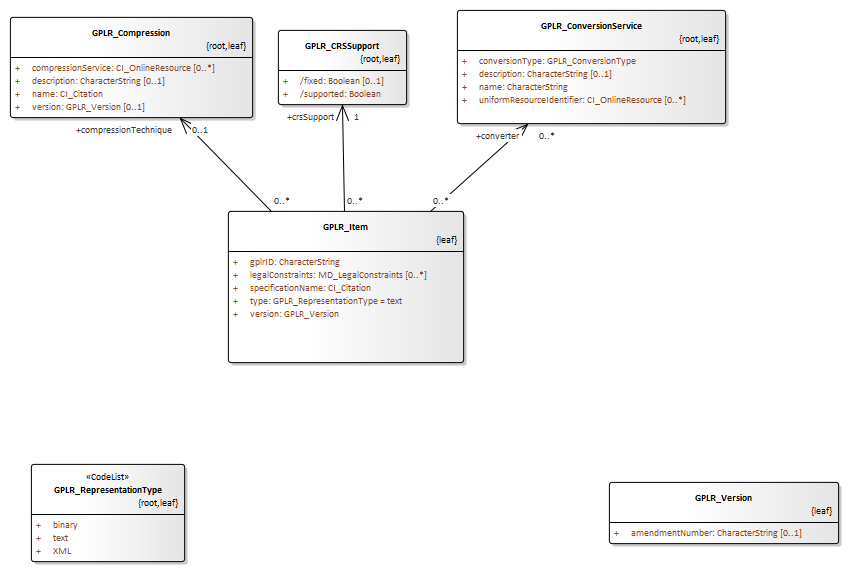 GPLR_Compression
{root,leaf}
+ compressionService: CI_OnlineResource [0..*]
+ description: CharacterString [0..1]
+ name: CI_Citation
+ version: GPLR_Version [0..1]
GPLR_CRSSupport
{root,leaf}
+ /fixed: Boolean [0..1]
+ /supported: Boolean
GPLR_ConversionService
{root,leaf}
+ conversionType: GPLR_ConversionType
+ description: CharacterString [0..1]
+ name: CharacterString
+ uniformResourceIdentifier: CI_OnlineResource [0..*]
+compressionTechnique 0..1
+crsSupport 1
+converter 0..*
0..*
0..*
0..*
GPLR_Item
{leaf}
+ gplrID: CharacterString
+ legalConstraints: MD_LegalConstraints [0..*]
+ specificationName: CI_Citation
+ type: GPLR_RepresentationType = text
+ version: GPLR_Version
«CodeList»
GPLR_RepresentationType
{root,leaf}
+ binary
+ text
+ XML
GPLR_Version
{leaf}
+ amendmentNumber: CharacterString [0..1]